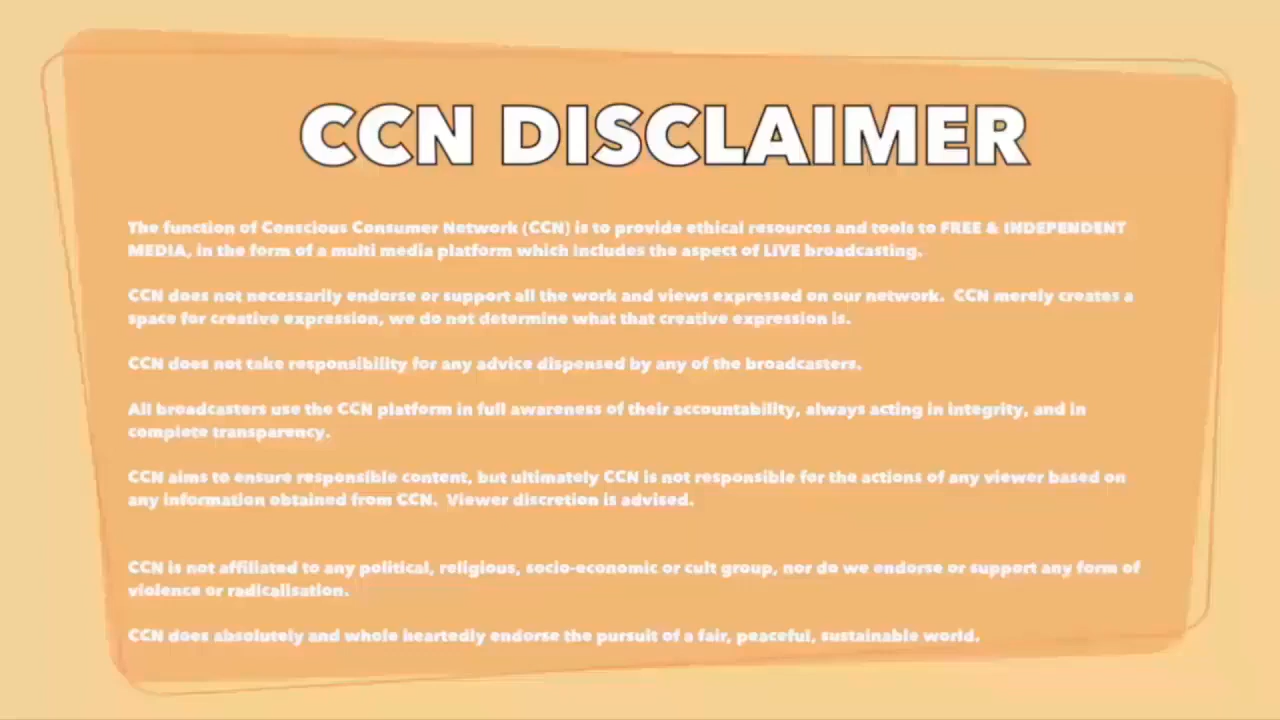 CCN DISCLAIMER
The function of Conscious Consumer Network (CCN) is to provide ethical resources and tools to FREE & INDEPENDENT
MEDIA, in the form of a multi media platform which includes the aspect of LIVE broadcasting.
CCN does not necessarily endorse or support all the work and views expressed on our network.  CCN merely creates a
space for creative expression, we do not determine what that creative expression is.
CCN does not take responsibility for any advice dispensed by any of the broadcasters.
All broadcasters use the CCN platform in full awareness of their accountability, always acting in integrity, and in
complete transparency.
CCN aims to ensure responsible content, but ultimately CCN is not responsible for the actions of any viewer based on
any information obtained from CCN.  Viewer discretion is advised.
CCN is not affiliated to any political, religious, socio-economic or cult group, nor do we endorse or support any form of
violence or radicalisation.
CCN does absolutely and whole heartedly endorse the pursuit of a fair, peaceful, sustainable world.